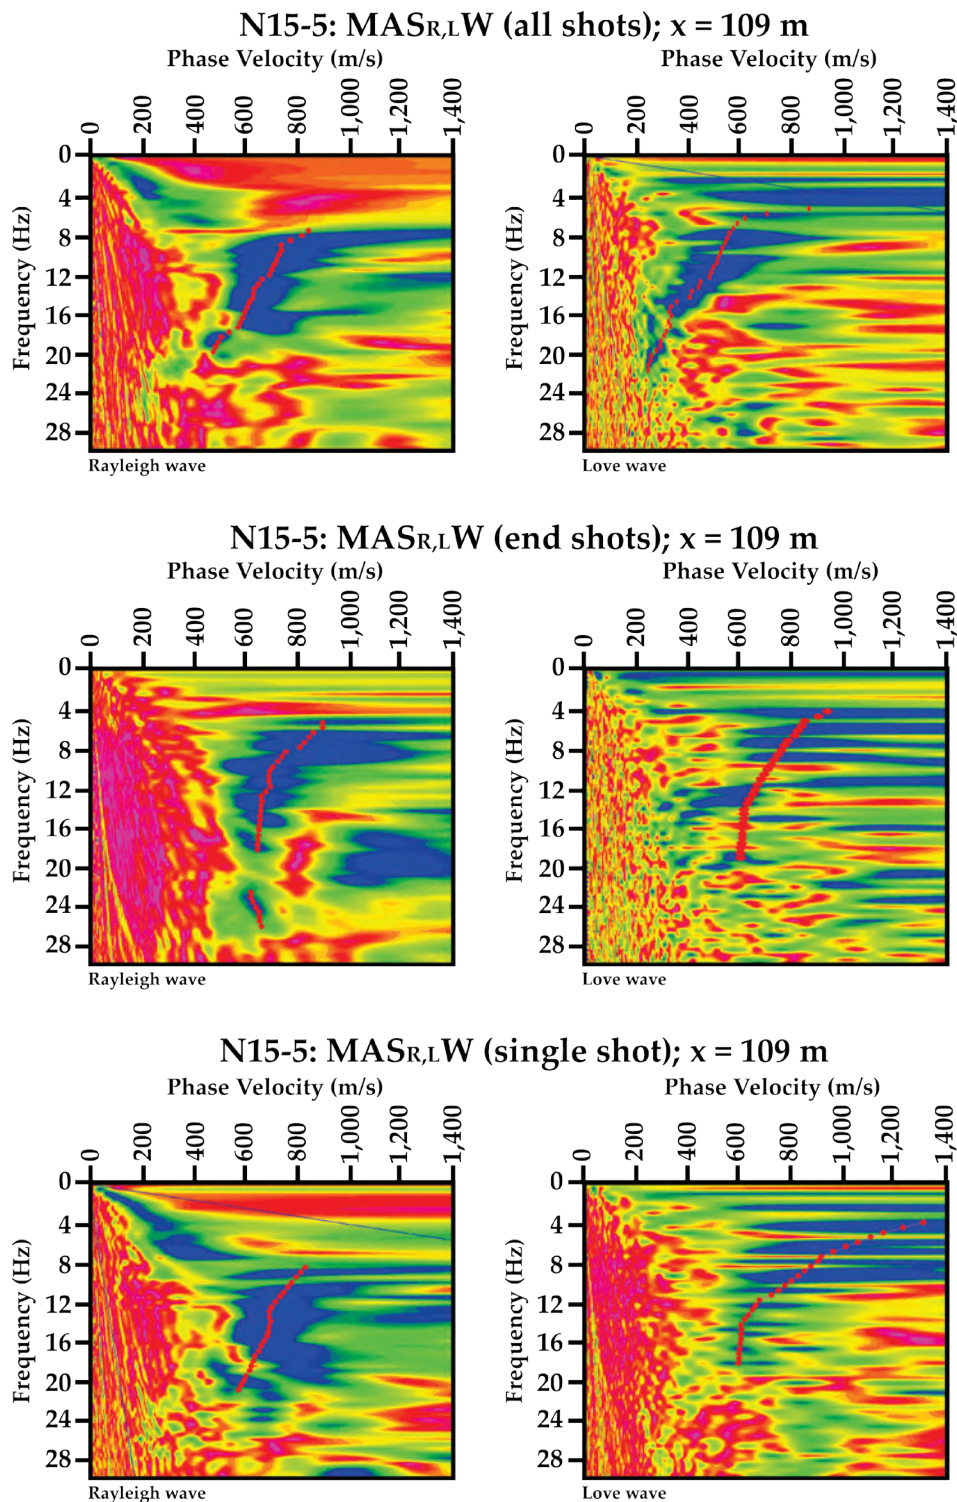 N15-5: MASR,LW (all shots); x = 109 m
Phase Velocity (m/s)
0 200 400 600 800 1,000 1,200 1,400
Frequency (Hz)
0
4
8
12
16
20
24
28
Rayleigh wave
Phase Velocity (m/s)
0 200 400 600 800 1,000 1,200 1,400
Frequency (Hz)
0
4
8
12
16
20
24
28
Love wave
N15-5: MASR,LW (end shots); x = 109 m
Phase Velocity (m/s)
0 200 400 600 800 1,000 1,200 1,400
Frequency (Hz)
0
4
8
12
16
20
24
28
Rayleigh wave
Phase Velocity (m/s)
0 200 400 600 800 1,000 1,200 1,400
Frequency (Hz)
0
4
8
12
16
20
24
28
Love wave
N15-5: MASR,LW (single shot); x = 109 m
Phase Velocity (m/s)
0 200 400 600 800 1,000 1,200 1,400
Frequency (Hz)
0
4
8
12
16
20
24
28
Rayleigh wave
Phase Velocity (m/s)
0 200 400 600 800 1,000 1,200 1,400
Frequency (Hz)
0
4
8
12
16
20
24
28
Love wave